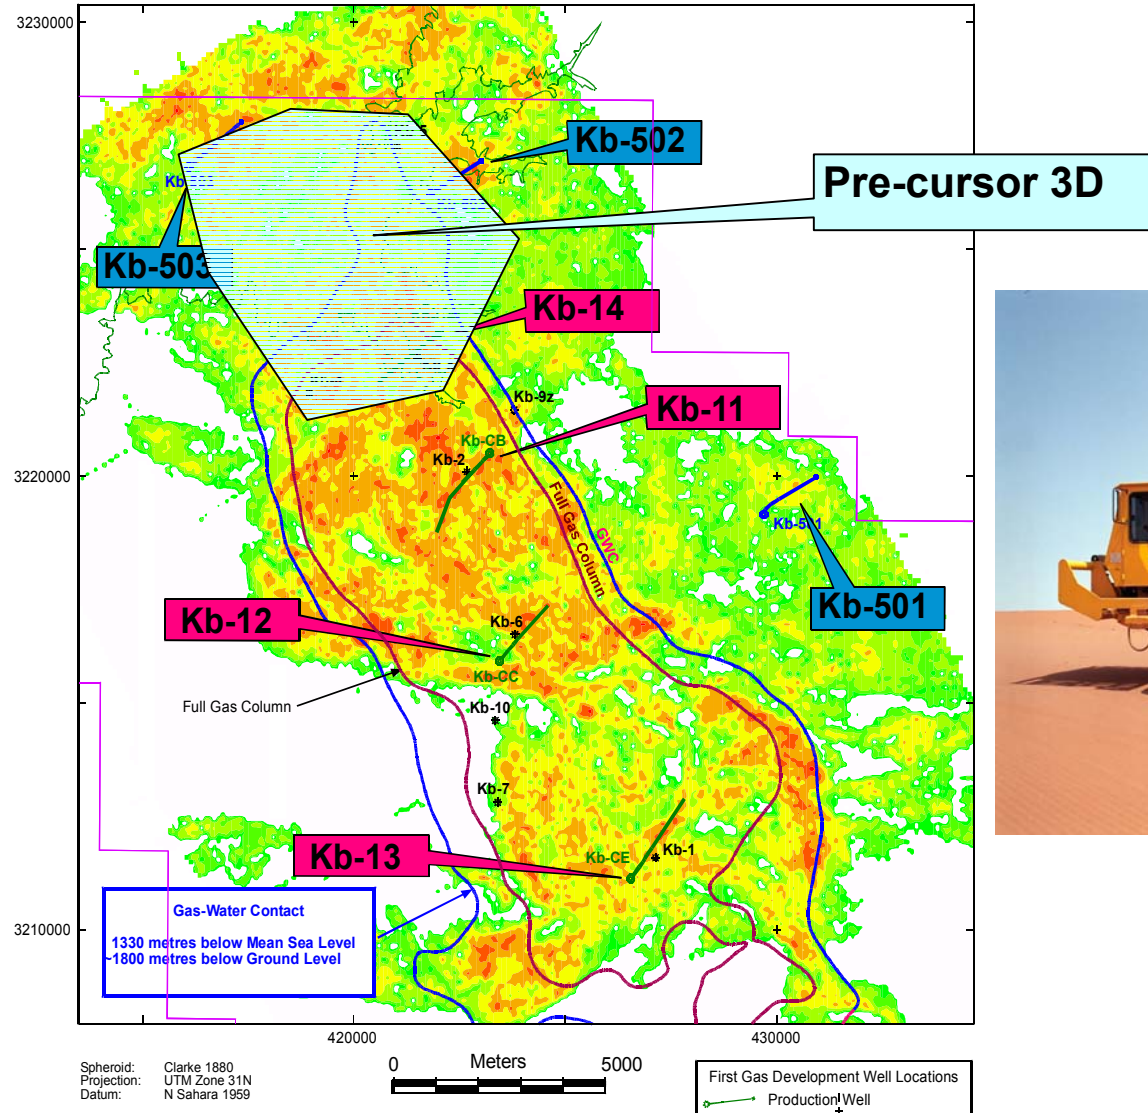 3230000
Kb-502
Pre-cursor 3D
Kb
Kb-503
Kb-14
Kb-9z
Kb-11
Kb-CB
Kb-2
3220000
Full Gas Column
GWC
Kb-501
Kb-501
Kb-12
Kb-6
Kb-CC
Full Gas Column
Kb-10
Kb-7
Kb-13
Kb-CE
Kb-1
Gas-Water Contact
1330 metres below Mean Sea Level
~1800 metres below Ground Level
3210000
420000
430000
Spheroid: Clarke 1880
Projection: UTM Zone 31N
Datum: N Sahara 1959
0 Meters 5000
First Gas Development Well Locations
Production Well